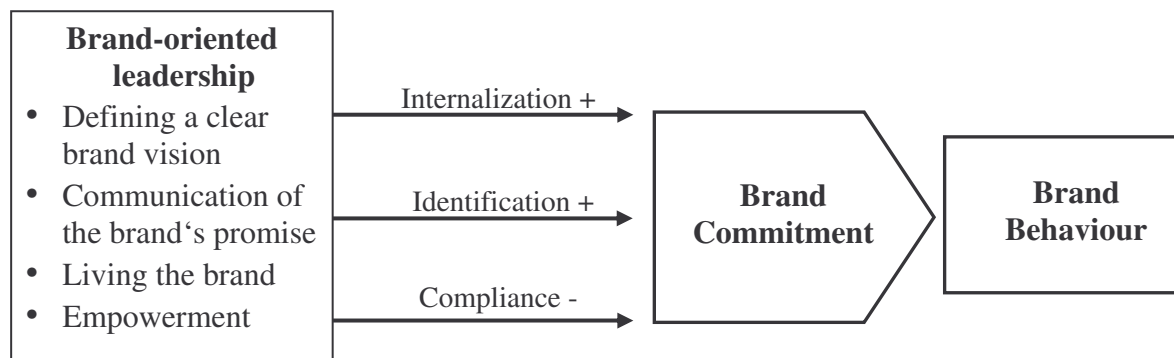 Brand-oriented
leadership
• Defining a clear
brand vision
• Communication of
the brand‘s promise
• Living the brand
• Empowerment
Internalization +
Identification +
Compliance -
Brand
Commitment
Brand
Behaviour